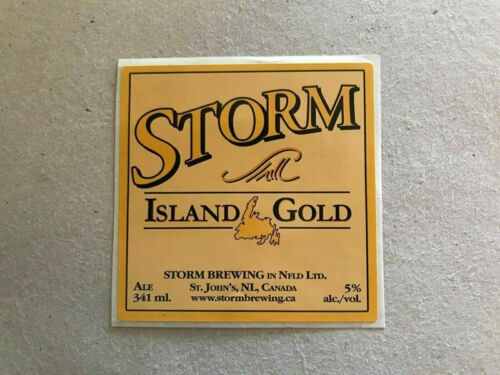 STORM
ISLAND GOLD
STORM BREWING IN NFLD LTD.
ALE ST. JOHN'S, NL, CANADA 5%
341 ml. www.stormbrewing.ca alc./vol.